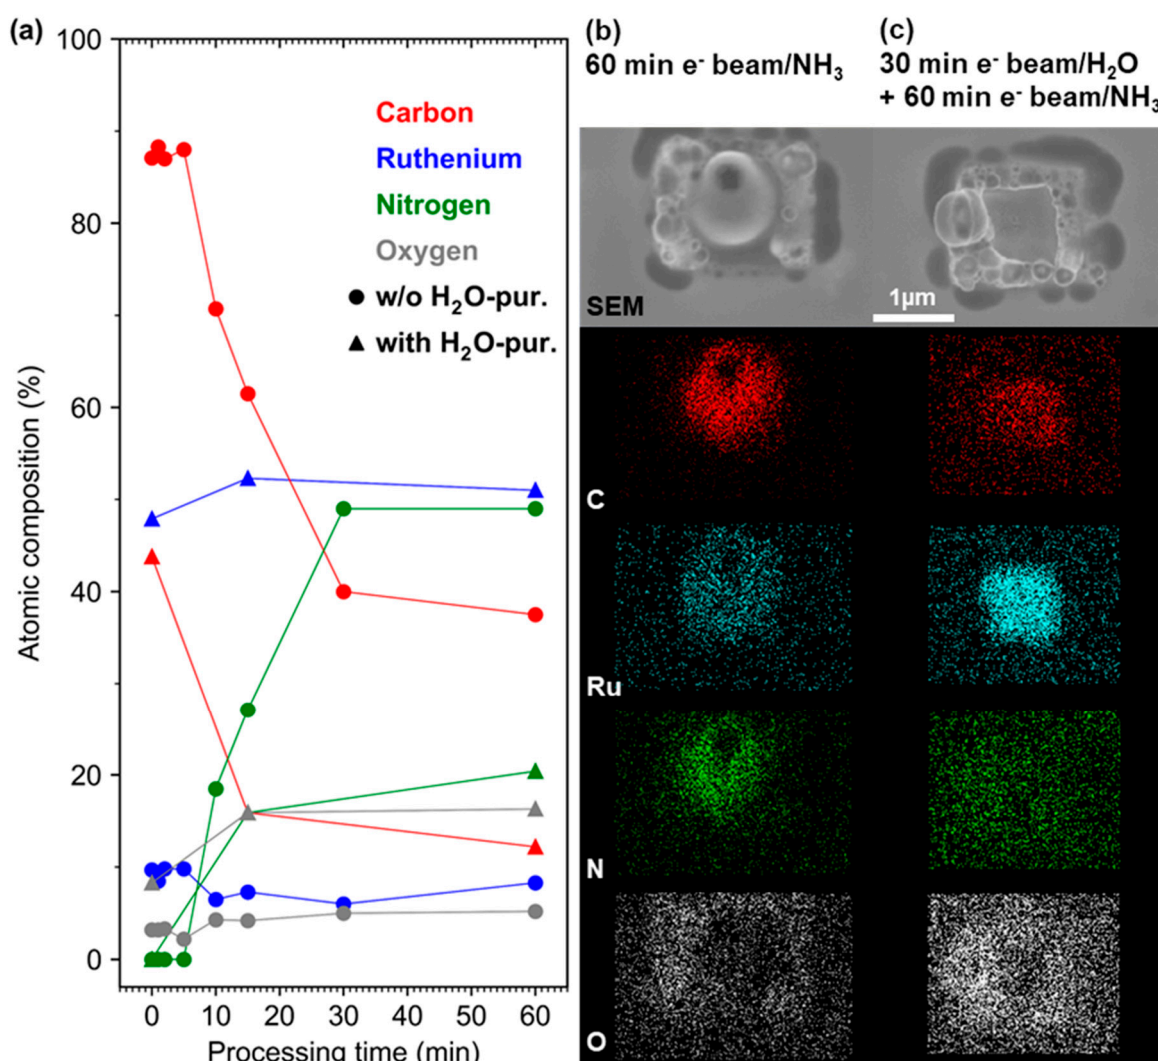 (a)
100
80
60
40
20
0
Atomic composition (%)
0 10 20 30 40 50 60
Processing time (min)
Carbon
Ruthenium
Nitrogen
Oxygen
w/o H₂O-pur.
with H₂O-pur.
(b)
60 min e⁻ beam/NH₃
(c)
30 min e⁻ beam/H₂O
+ 60 min e⁻ beam/NH₃
SEM
1µm
C
Ru
N
O